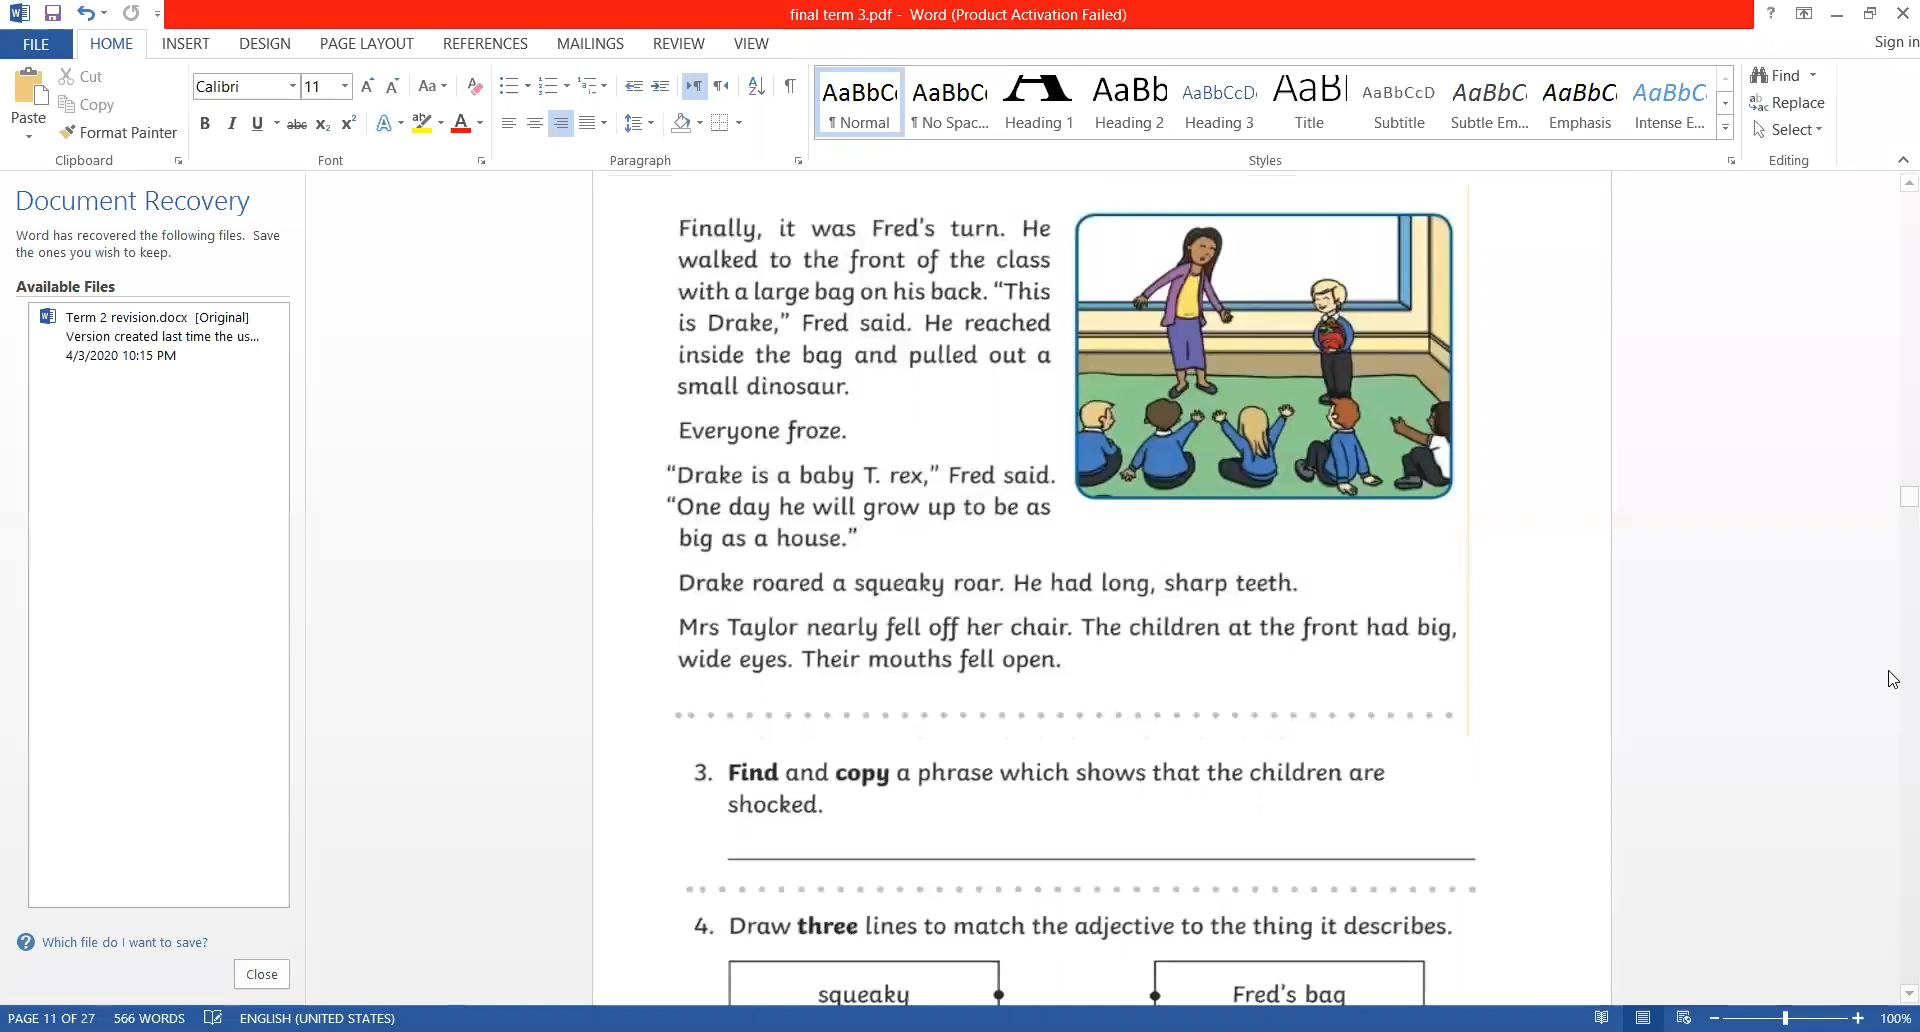 final term 3.pdf - Word (Product Activation Failed)
FILE HOME INSERT DESIGN PAGE LAYOUT REFERENCES MAILINGS REVIEW VIEW
Sign in
Paste
Cut
Copy
Format Painter
Clipboard
Calibri 11
Font
Paragraph
AaBbCc AaBbCc AaBb AaBbCcD AaBbCcD AaBbC AaBbC AaBbC
¶ Normal ¶ No Spac... Heading 1 Heading 2 Heading 3 Title Subtitle Subtle Em... Emphasis Intense E...
Styles
Find
Replace
Select
Editing
Document Recovery
Word has recovered the following files. Save
the ones you wish to keep.
Available Files
Term 2 revision.docx [Original]
Version created last time the us...
4/3/2020 10:15 PM
Which file do I want to save?
Close
Finally, it was Fred’s turn. He
walked to the front of the class
with a large bag on his back. “This
is Drake,” Fred said. He reached
inside the bag and pulled out a
small dinosaur.
Everyone froze.
“Drake is a baby T. rex,” Fred said.
“One day he will grow up to be as
big as a house.”
Drake roared a squeaky roar. He had long, sharp teeth.
Mrs Taylor nearly fell off her chair. The children at the front had big,
wide eyes. Their mouths fell open.
3. Find and copy a phrase which shows that the children are
shocked.
4. Draw three lines to match the adjective to the thing it describes.
squeaky Fred’s bag
PAGE 11 OF 27 566 WORDS ENGLISH (UNITED STATES) 100%